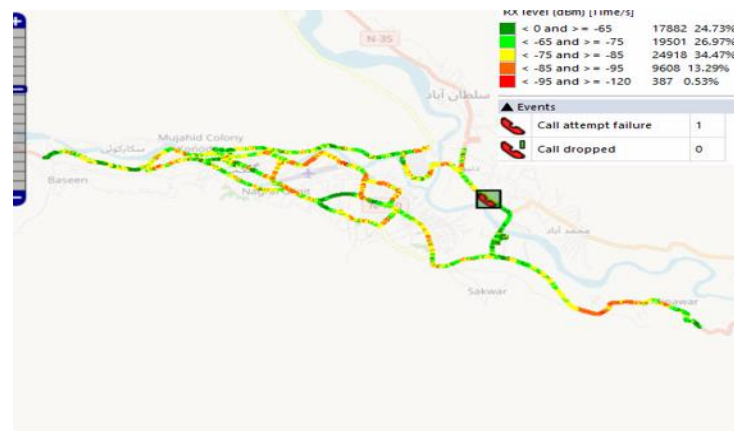 RX level (dBm) [Time/s]
< 0 and >= -65 17882 24.73%
< -65 and >= -75 19501 26.97%
< -75 and >= -85 24918 34.47%
< -85 and >= -95 9608 13.29%
< -95 and >= -120 387 0.53%
Events
Call attempt failure 1
Call dropped 0
N-35
سلطان آباد
Mujahid Colony
سکارکوئی
Baseen
محمد آباد
Sakwar